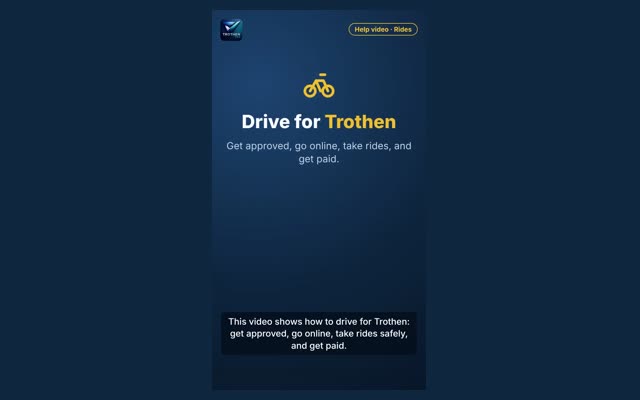 TROTHEN
Help video · Rides
Drive for Trothen
Get approved, go online, take rides, and
get paid.
This video shows how to drive for Trothen:
get approved, go online, take rides safely,
and get paid.